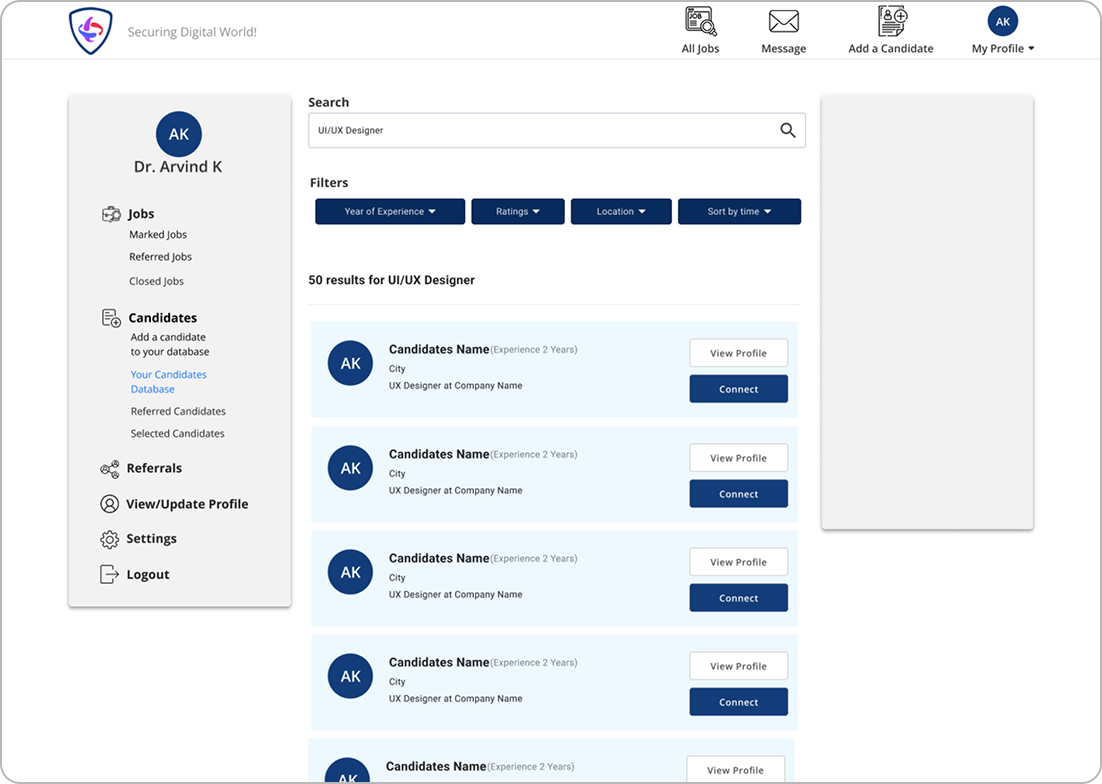 Securing Digital World!
JOB
All Jobs
Message
Add a Candidate
AK
My Profile
AK
Dr. Arvind K
Jobs
Marked Jobs
Referred Jobs
Closed Jobs
Candidates
Add a candidate
to your database
Your Candidates
Database
Referred Candidates
Selected Candidates
Referrals
View/Update Profile
Settings
Logout
Search
UI/UX Designer
Filters
Year of Experience
Ratings
Location
Sort by time
50 results for UI/UX Designer
AK
Candidates Name(Experience 2 Years)
City
UX Designer at Company Name
View Profile
Connect
AK
Candidates Name(Experience 2 Years)
City
UX Designer at Company Name
View Profile
Connect
AK
Candidates Name(Experience 2 Years)
City
UX Designer at Company Name
View Profile
Connect
AK
Candidates Name(Experience 2 Years)
City
UX Designer at Company Name
View Profile
Connect
AK
Candidates Name(Experience 2 Years)
View Profile